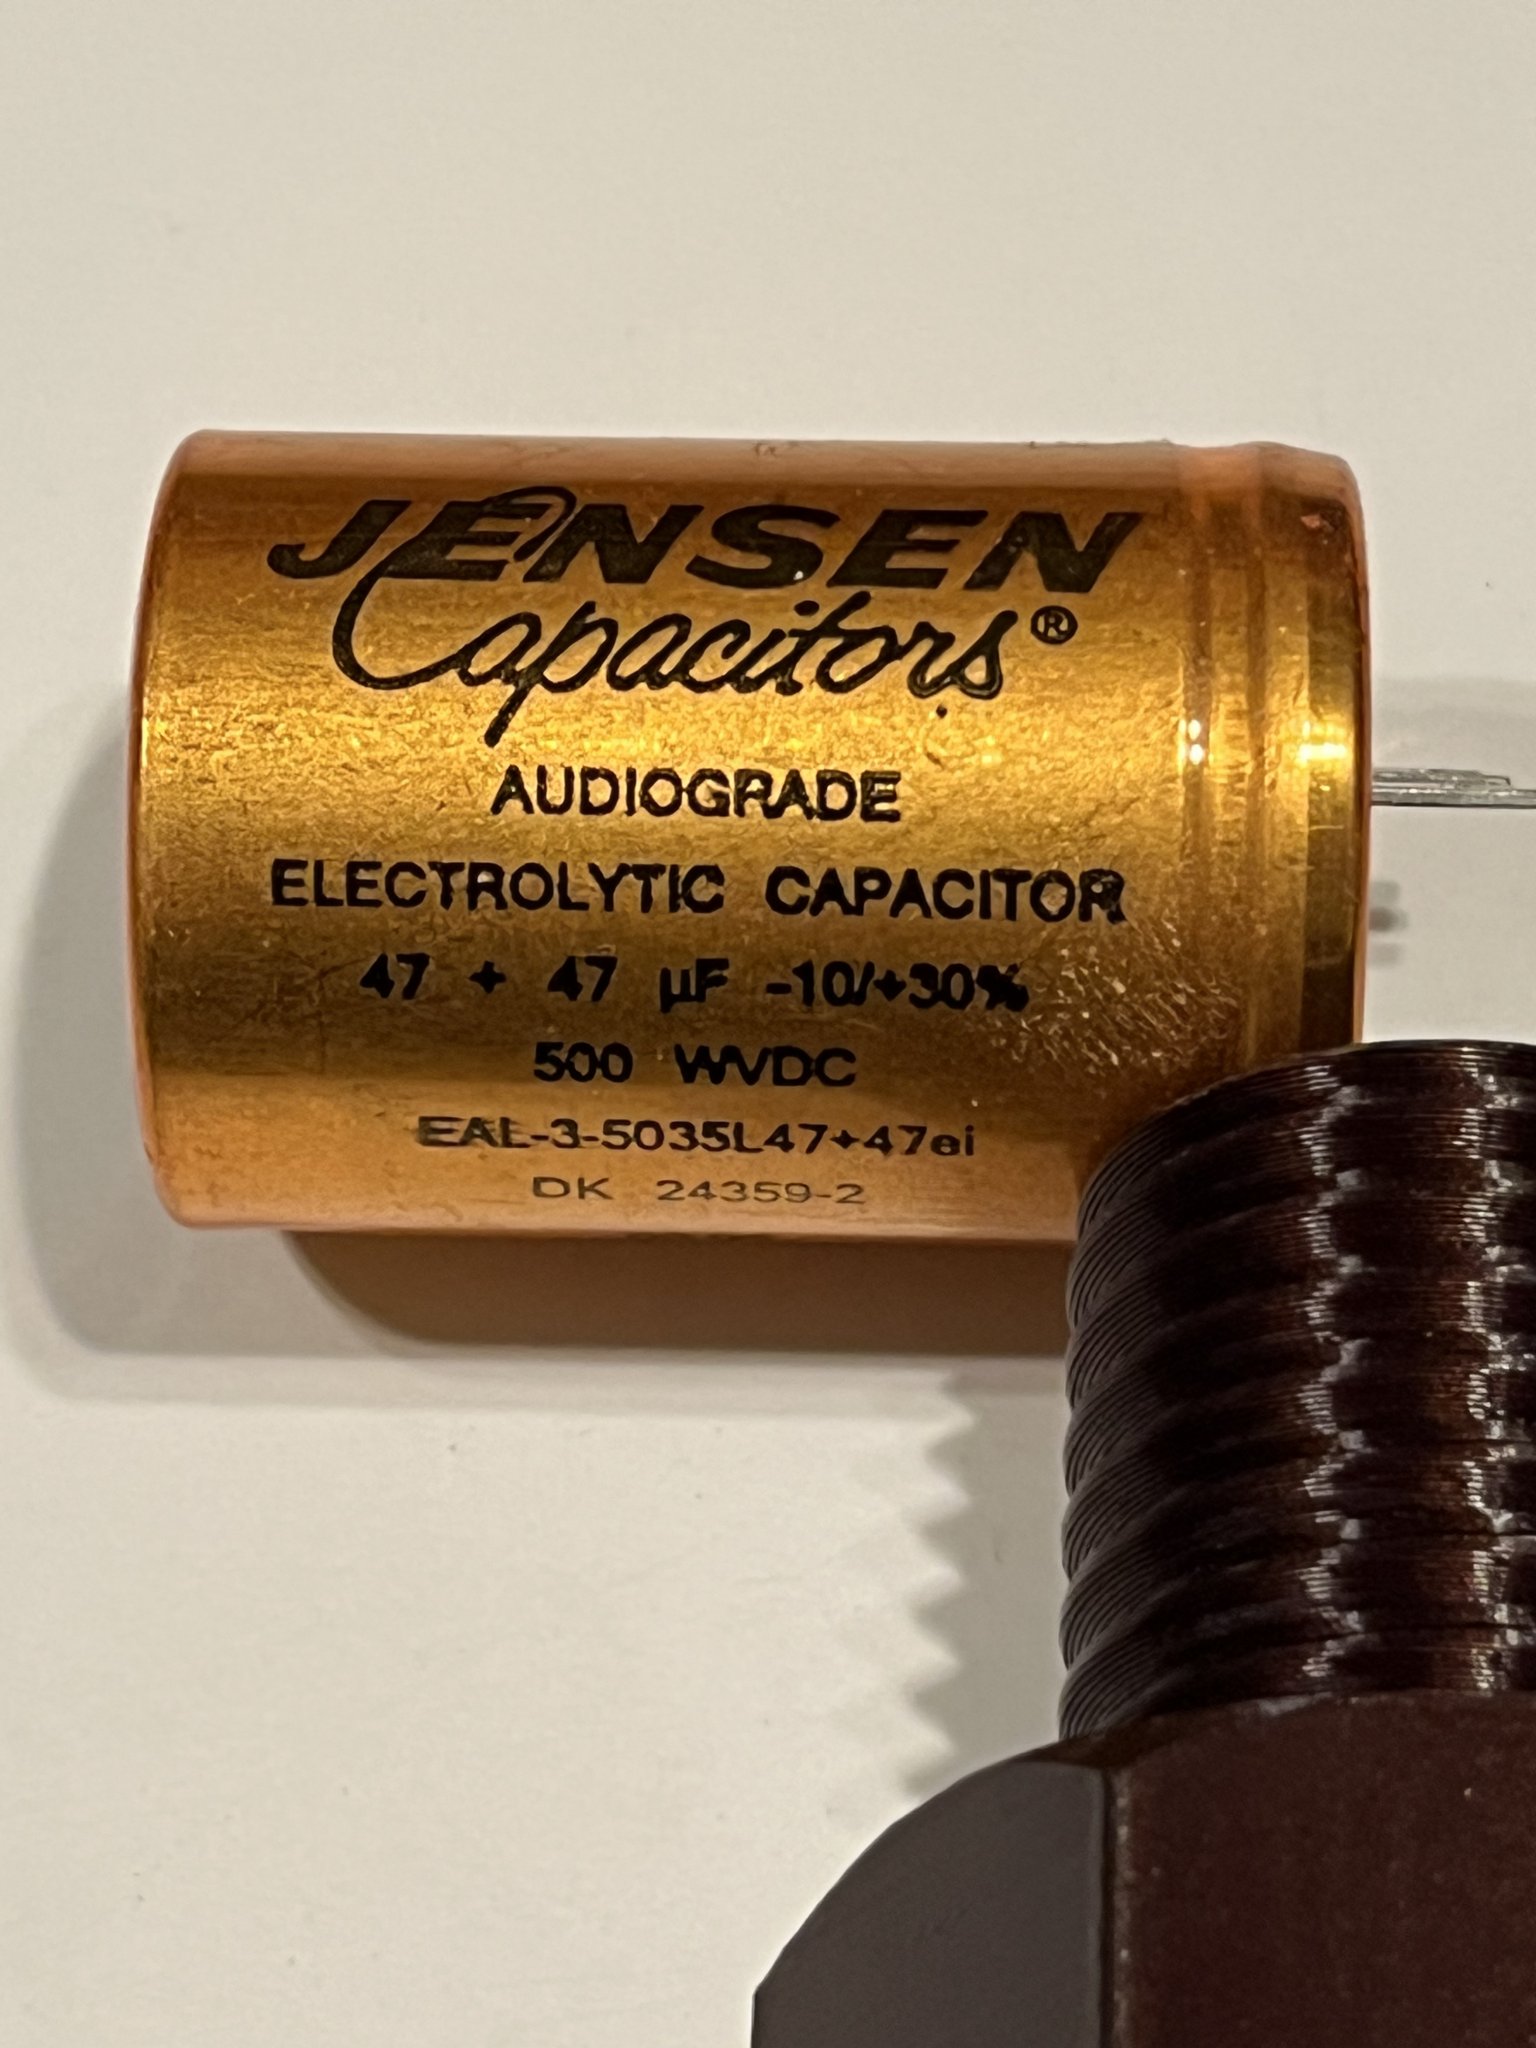 JENSEN
Capacitors®
AUDIOGRADE
ELECTROLYTIC CAPACITOR
47 + 47 µF -10/+30%
500 WVDC
EAL-3-5035L47+47ei
DK 24359-2